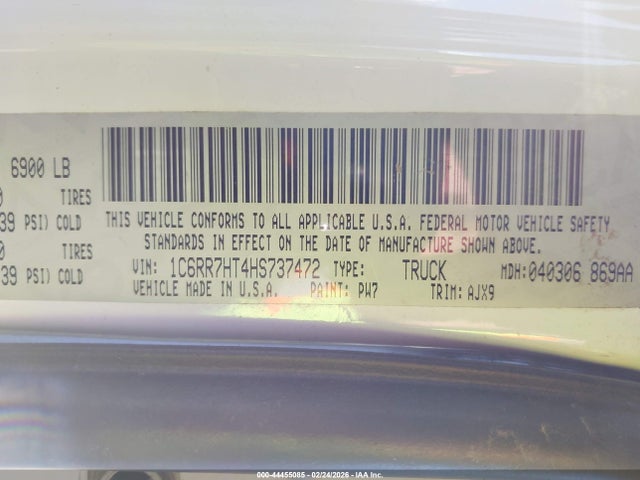 6900 LB
0 TIRES
39 PSI) COLD
0 TIRES
39 PSI) COLD
THIS VEHICLE CONFORMS TO ALL APPLICABLE U.S.A. FEDERAL MOTOR VEHICLE SAFETY
STANDARDS IN EFFECT ON THE DATE OF MANUFACTURE SHOWN ABOVE.
VIN: 1C6RR7HT4HS737472 TYPE: TRUCK MDH:040306 869AA
VEHICLE MADE IN U.S.A. PAINT: PW7 TRIM: AJX9
000-44455085 - 02/24/2026 - IAA Inc.